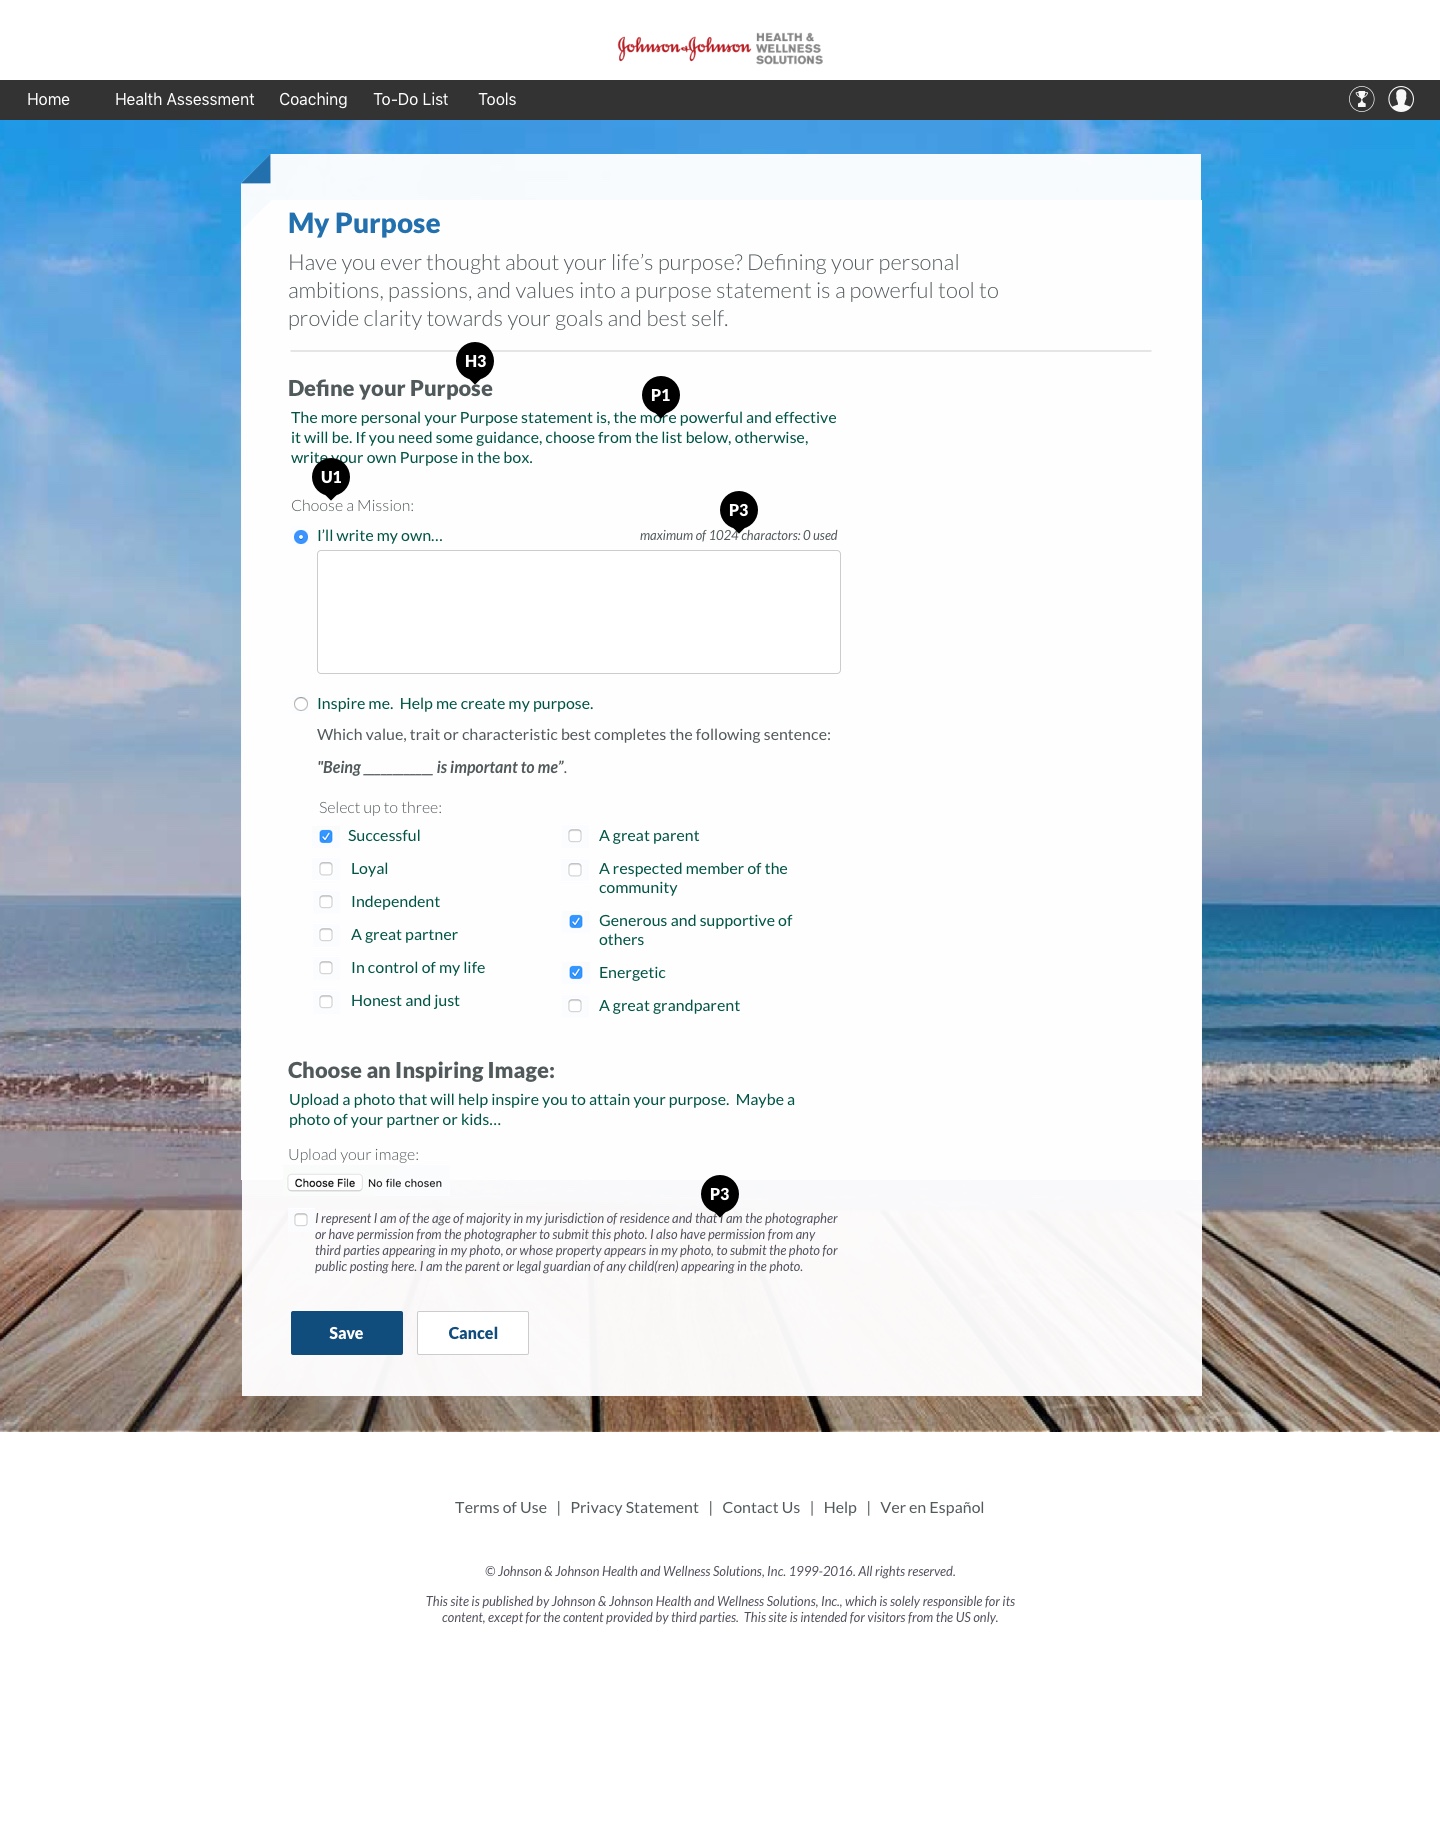 Johnson & Johnson HEALTH &
WELLNESS
SOLUTIONS
Home Health Assessment Coaching To-Do List Tools
My Purpose
Have you ever thought about your life's purpose? Defining your personal
ambitions, passions, and values into a purpose statement is a powerful tool to
provide clarity towards your goals and best self.
H3
Define your Purpose
P1
The more personal your Purpose statement is, the more powerful and effective
it will be. If you need some guidance, choose from the list below, otherwise,
write your own Purpose in the box.
U1
Choose a Mission:
P3
I'll write my own... maximum of 1024 charactors: 0 used
Inspire me. Help me create my purpose.
Which value, trait or characteristic best completes the following sentence:
"Being __________ is important to me".
Select up to three:
Successful
Loyal
Independent
A great partner
In control of my life
Honest and just
A great parent
A respected member of the
community
Generous and supportive of
others
Energetic
A great grandparent
Choose an Inspiring Image:
Upload a photo that will help inspire you to attain your purpose. Maybe a
photo of your partner or kids...
Upload your image:
Choose File No file chosen
P3
I represent I am of the age of majority in my jurisdiction of residence and that I am the photographer
or have permission from the photographer to submit this photo. I also have permission from any
third parties appearing in my photo, or whose property appears in my photo, to submit the photo for
public posting here. I am the parent or legal guardian of any child(ren) appearing in the photo.
Save Cancel
Terms of Use | Privacy Statement | Contact Us | Help | Ver en Español
© Johnson & Johnson Health and Wellness Solutions, Inc. 1999-2016. All rights reserved.
This site is published by Johnson & Johnson Health and Wellness Solutions, Inc., which is solely responsible for its
content, except for the content provided by third parties. This site is intended for visitors from the US only.